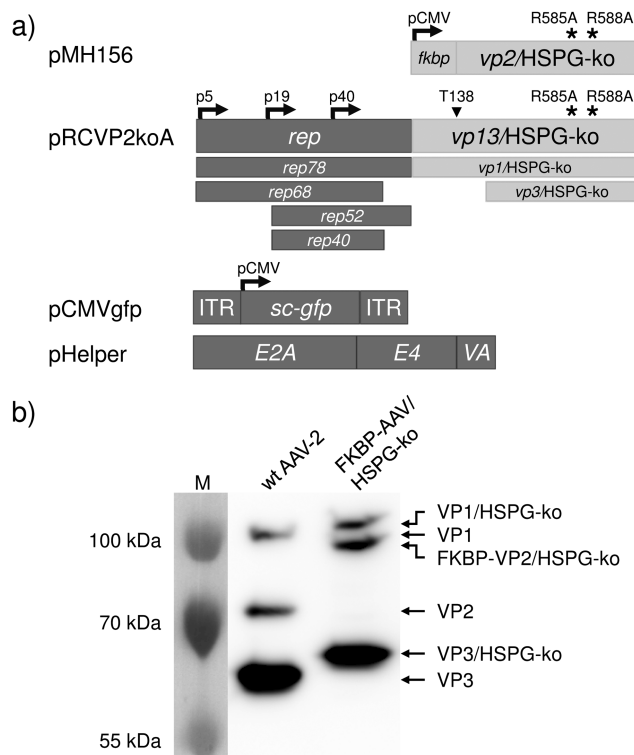 a)
pCMV
R585A
R588A
pMH156
fkbp
vp2/HSPG-ko
**
p5
p19
p40
T138
R585A
R588A
**
pRCVP2koA
rep
vp13/HSPG-ko
rep78
vp1/HSPG-ko
rep68
vp3/HSPG-ko
rep52
rep40
pCMV
pCMVgfp
ITR
sc-gfp
ITR
pHelper
E2A
E4
VA
b)
M
wt AAV-2
FKBP-AAV/
HSPG-ko
100 kDa
70 kDa
55 kDa
VP1/HSPG-ko
VP1
FKBP-VP2/HSPG-ko
VP2
VP3/HSPG-ko
VP3